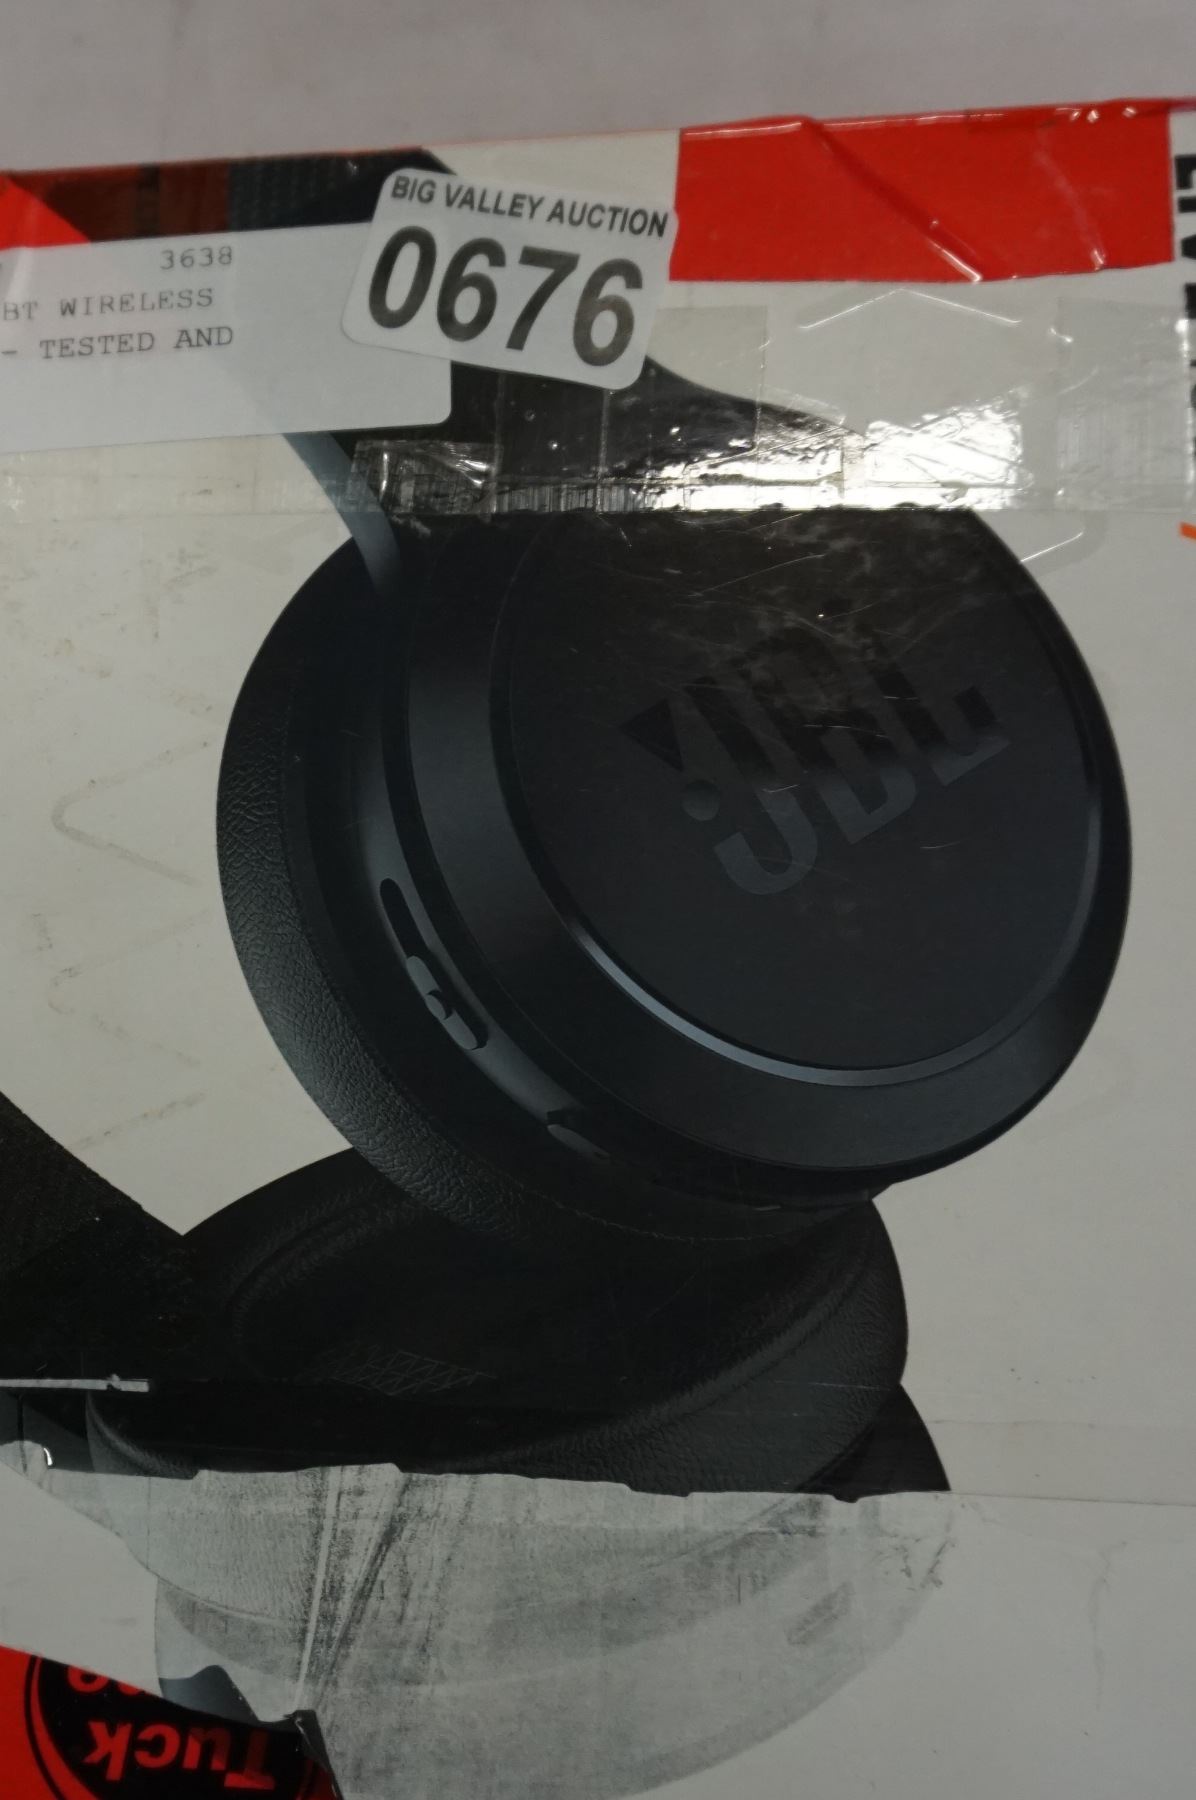 BIG VALLEY AUCTION
0676
3638
BT WIRELESS
- TESTED AND
JBL
Tuck